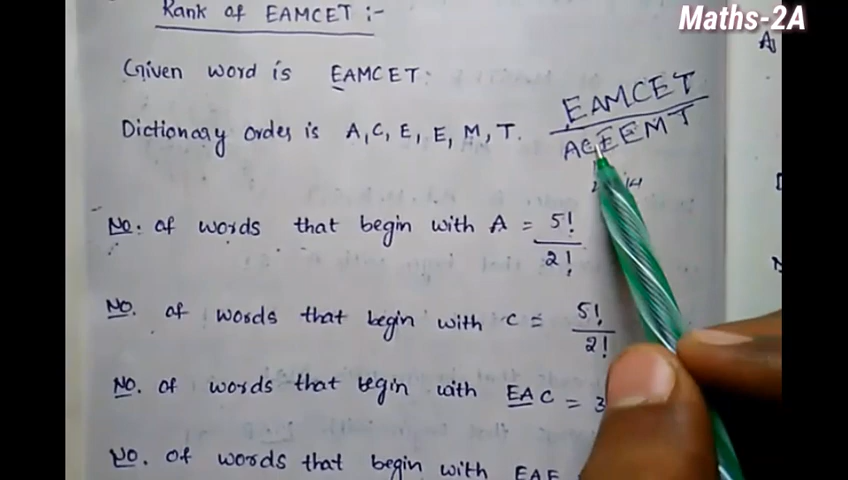 Maths-2A
Rank of EAMCET :-
Given word is EAMCET:
EAMCET
Dictionary order is A, C, E, E, M, T.
ACEEMT
No. of words that begin with A = 5!
2!
No. of words that begin with C = 5!
2!
No. of words that begin with EAC = 3
No. of words that begin with EAE